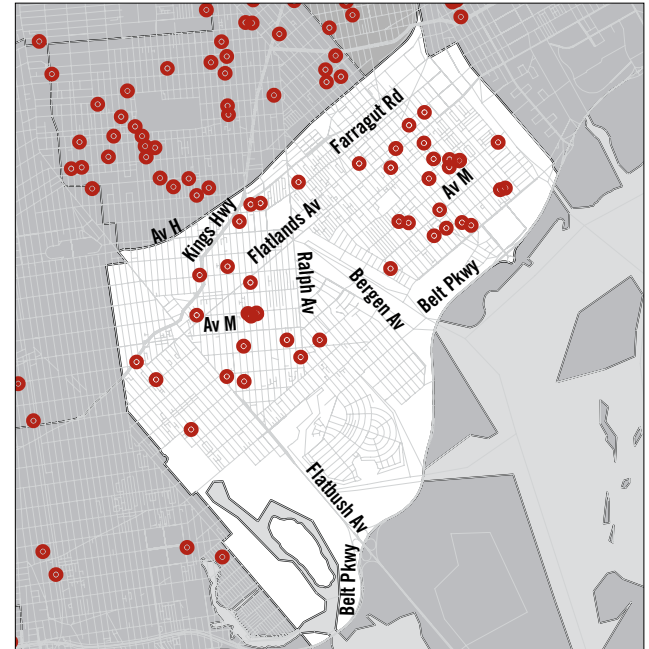 Farragut Rd
Av M
Kings Hwy
Av H
Flatlands Av
Ralph Av
Bergen Av
Belt Pkwy
Av M
Flatbush Av
Belt Pkwy